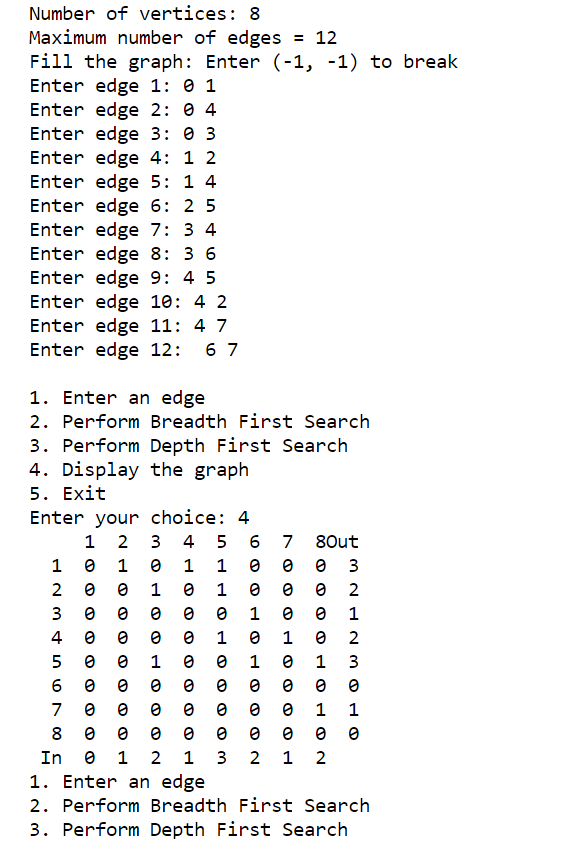 Number of vertices: 8
Maximum number of edges = 12
Fill the graph: Enter (-1, -1) to break
Enter edge 1: 0 1
Enter edge 2: 0 4
Enter edge 3: 0 3
Enter edge 4: 1 2
Enter edge 5: 1 4
Enter edge 6: 2 5
Enter edge 7: 3 4
Enter edge 8: 3 6
Enter edge 9: 4 5
Enter edge 10: 4 2
Enter edge 11: 4 7
Enter edge 12:  6 7

1. Enter an edge
2. Perform Breadth First Search
3. Perform Depth First Search
4. Display the graph
5. Exit
Enter your choice: 4
     1  2  3  4  5  6  7  8Out
  1  0  1  0  1  1  0  0  0  3
  2  0  0  1  0  1  0  0  0  2
  3  0  0  0  0  0  1  0  0  1
  4  0  0  0  0  1  0  1  0  2
  5  0  0  1  0  0  1  0  1  3
  6  0  0  0  0  0  0  0  0  0
  7  0  0  0  0  0  0  0  1  1
  8  0  0  0  0  0  0  0  0  0
 In  0  1  2  1  3  2  1  2
1. Enter an edge
2. Perform Breadth First Search
3. Perform Depth First Search